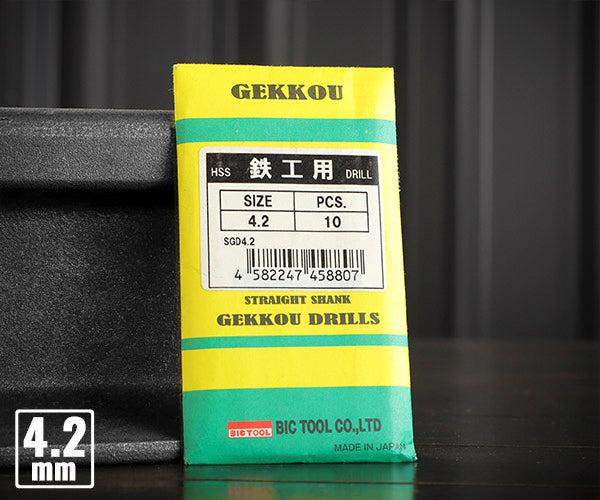 GEKKOU
HSS 鉄工用 DRILL
SIZE PCS.
4.2 10
SGD4.2
4 582247 458807
STRAIGHT SHANK
GEKKOU DRILLS
BIC TOOL BIC TOOL CO.,LTD
MADE IN JAPAN
4.2
mm